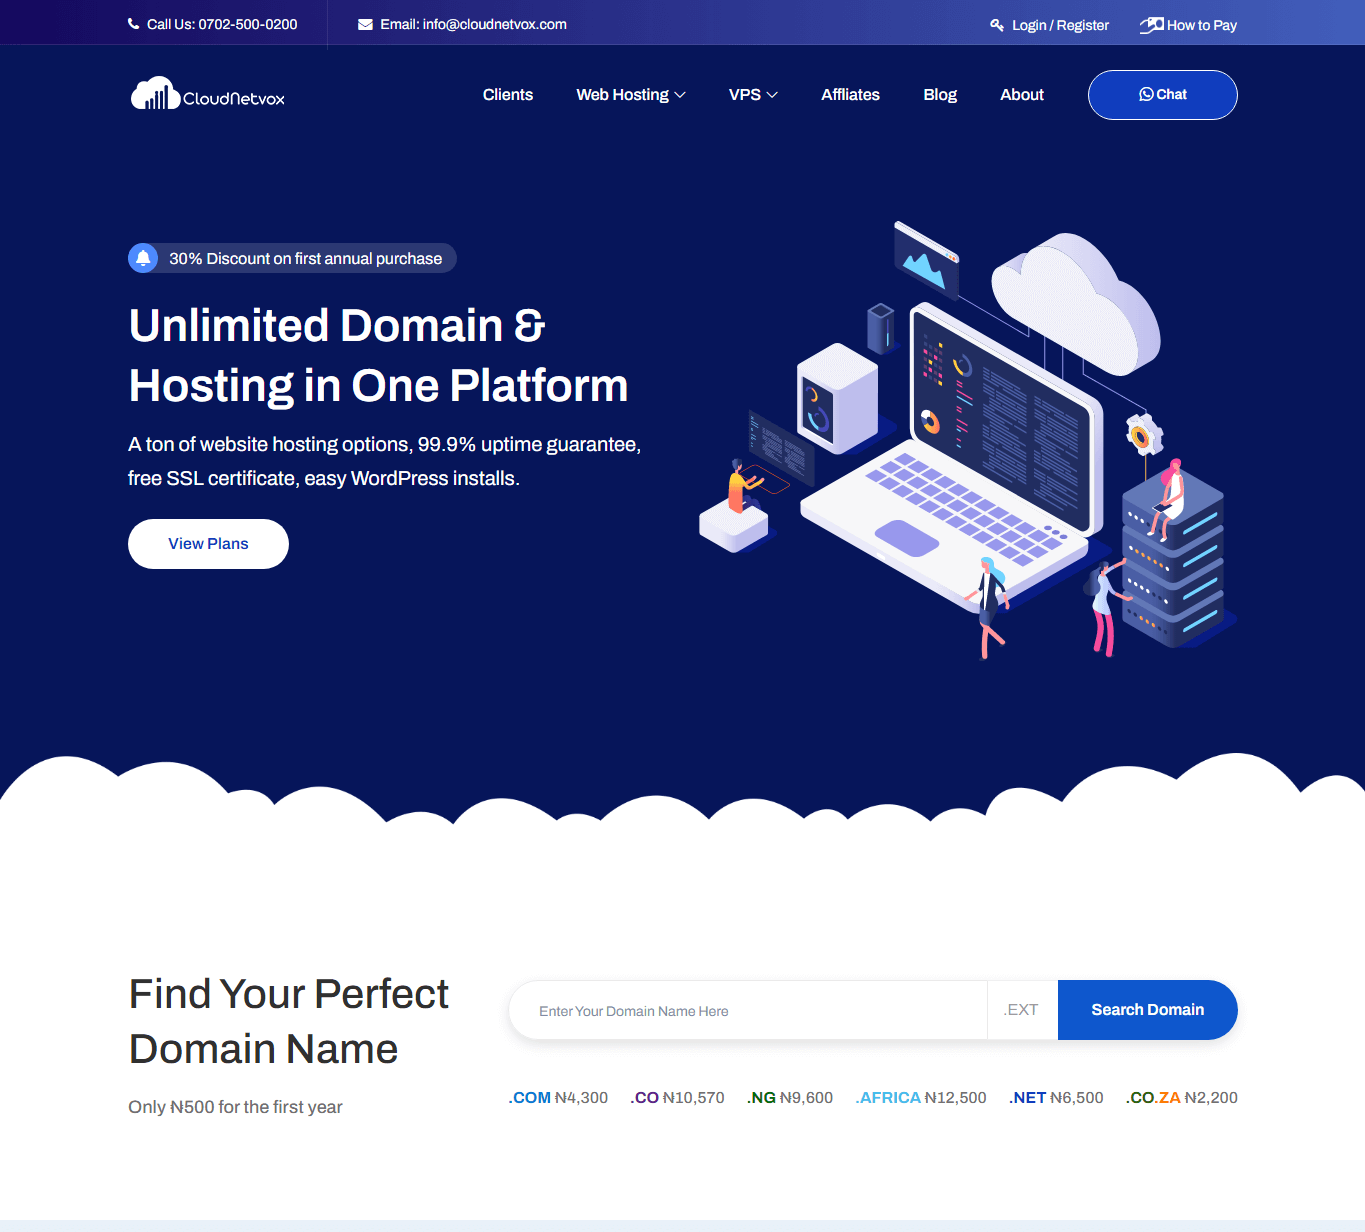 Call Us: 0702-500-0200
Email: info@cloudnetvox.com
Login / Register
How to Pay
CloudNetvox
Clients
Web Hosting
VPS
Affliates
Blog
About
Chat
30% Discount on first annual purchase
Unlimited Domain &
Hosting in One Platform
A ton of website hosting options, 99.9% uptime guarantee,
free SSL certificate, easy WordPress installs.
View Plans
Find Your Perfect
Domain Name
Only ₦500 for the first year
Enter Your Domain Name Here
.EXT
Search Domain
.COM ₦4,300
.CO ₦10,570
.NG ₦9,600
.AFRICA ₦12,500
.NET ₦6,500
.CO.ZA ₦2,200